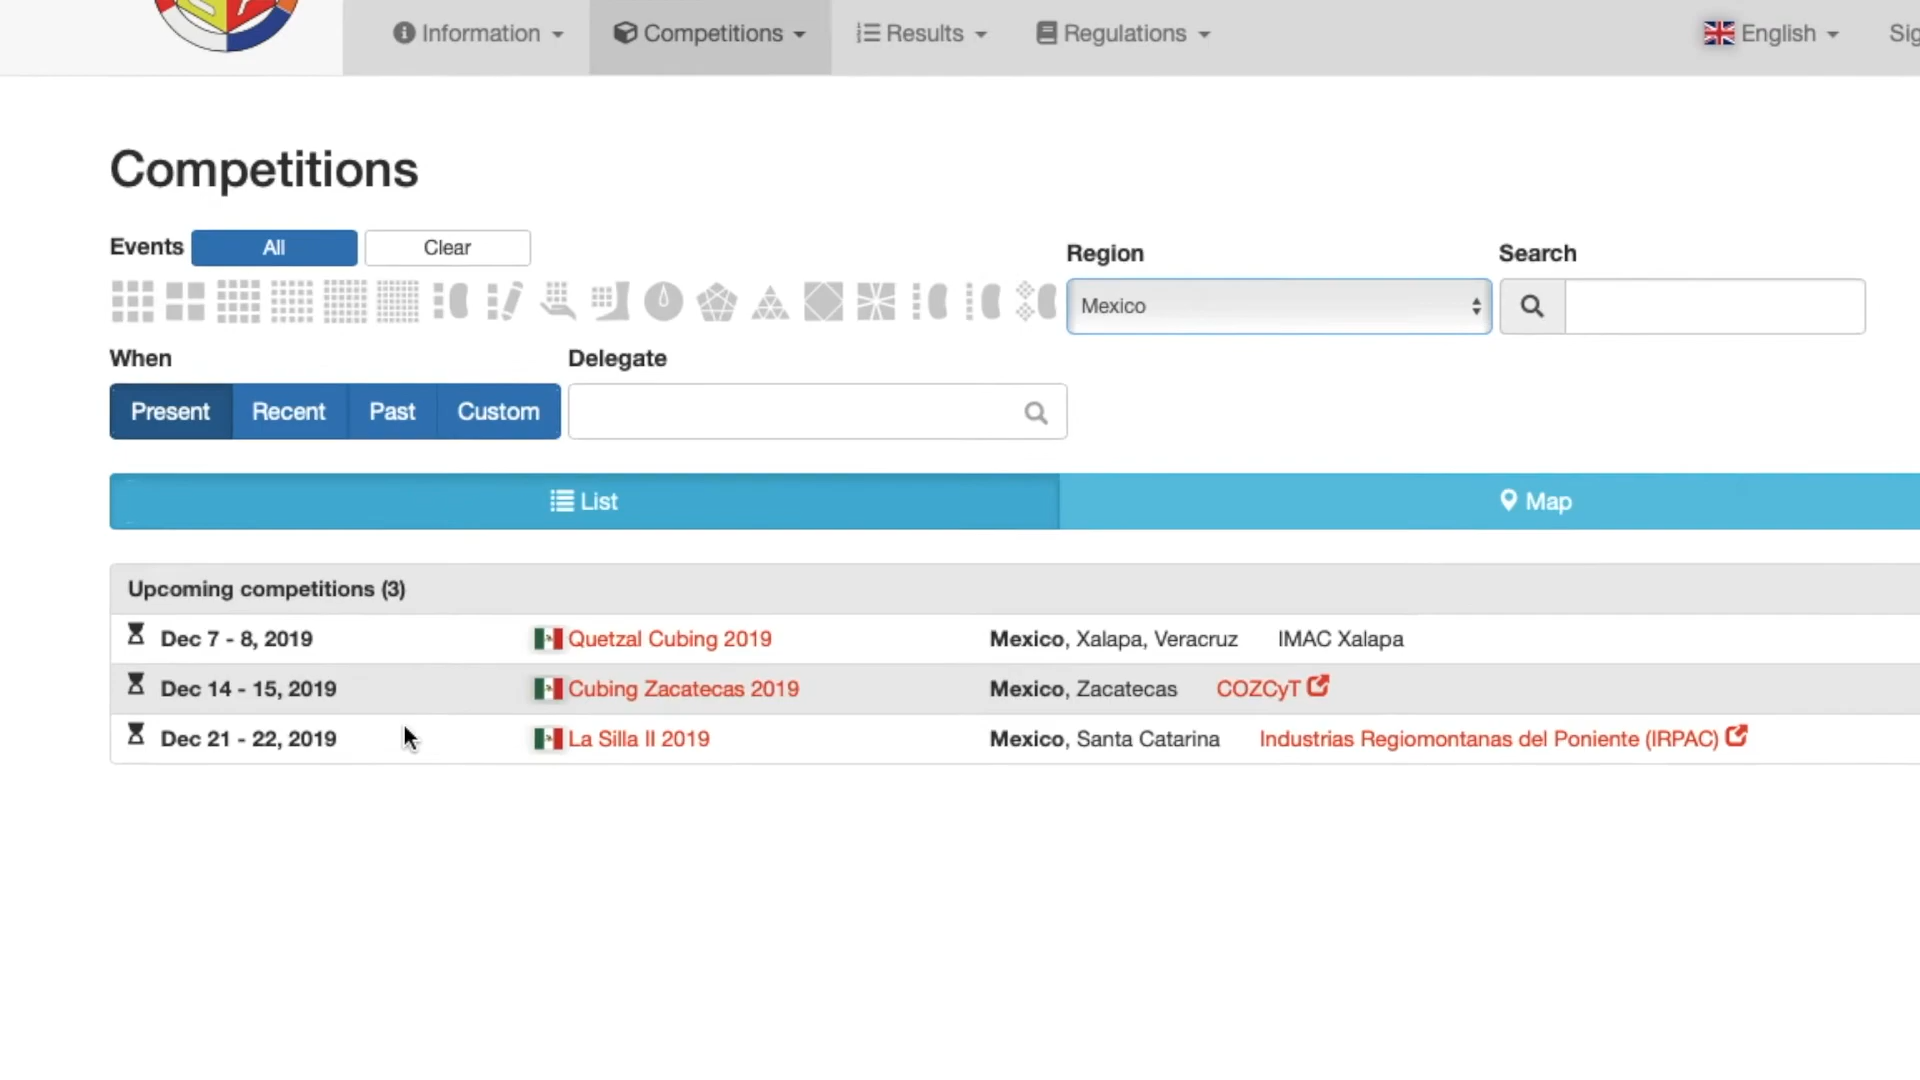 Information Competitions Results Regulations English Sig
Competitions
Events All Clear
Region
Search
Mexico
When
Delegate
Present Recent Past Custom
List Map
Upcoming competitions (3)
Dec 7 - 8, 2019 Quetzal Cubing 2019 Mexico, Xalapa, Veracruz IMAC Xalapa
Dec 14 - 15, 2019 Cubing Zacatecas 2019 Mexico, Zacatecas COZCyT
Dec 21 - 22, 2019 La Silla II 2019 Mexico, Santa Catarina Industrias Regiomontanas del Poniente (IRPAC)